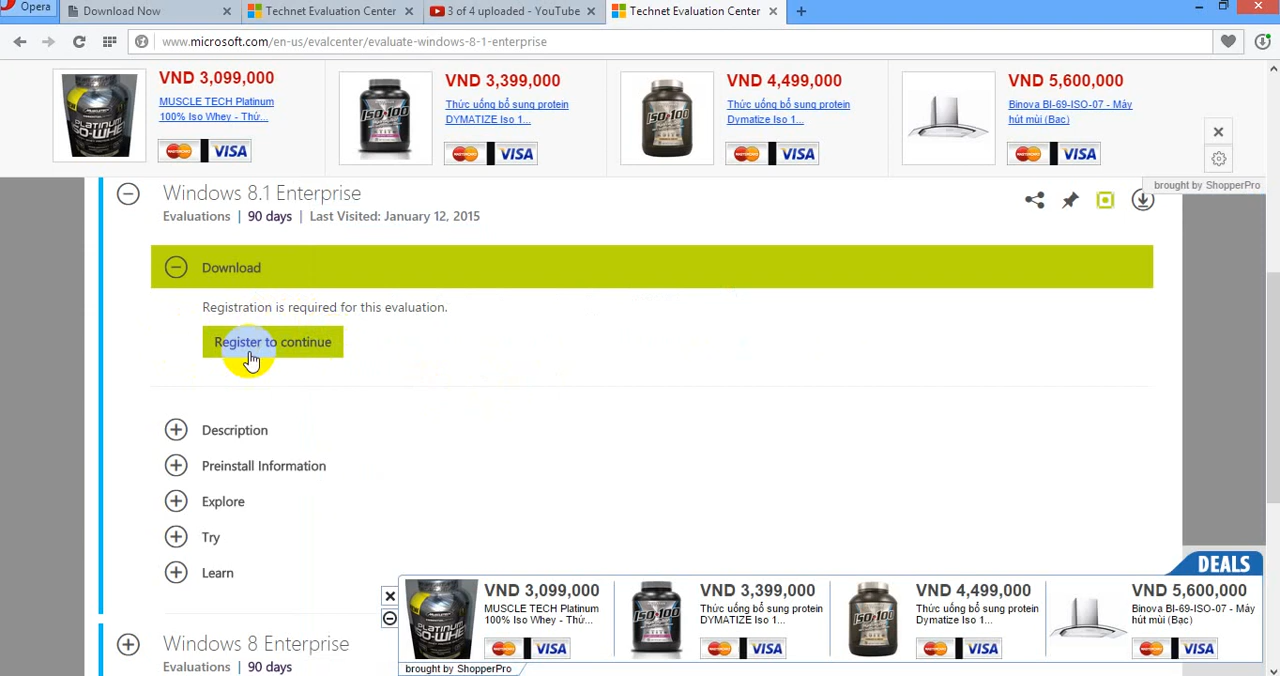 Opera
Download Now
Technet Evaluation Center
3 of 4 uploaded - YouTube
Technet Evaluation Center
www.microsoft.com/en-us/evalcenter/evaluate-windows-8-1-enterprise
VND 3,099,000
MUSCLE TECH Platinum
100% Iso Whey - Thứ...
MASTERCARD VISA
VND 3,399,000
Thức uống bổ sung protein
DYMATIZE Iso 1...
MASTERCARD VISA
VND 4,499,000
Thức uống bổ sung protein
Dymatize Iso 1...
MASTERCARD VISA
VND 5,600,000
Binova BI-69-ISO-07 - Máy
hút mùi (Bạc)
MASTERCARD VISA
brought by ShopperPro
Windows 8.1 Enterprise
Evaluations | 90 days | Last Visited: January 12, 2015
Download
Registration is required for this evaluation.
Register to continue
Description
Preinstall Information
Explore
Try
Learn
Windows 8 Enterprise
Evaluations | 90 days
DEALS
VND 3,099,000
MUSCLE TECH Platinum
100% Iso Whey - Thứ...
VISA
VND 3,399,000
Thức uống bổ sung protein
DYMATIZE Iso 1...
VISA
VND 4,499,000
Thức uống bổ sung protein
Dymatize Iso 1...
VISA
VND 5,600,000
Binova BI-69-ISO-07 - Máy
hút mùi (Bạc)
VISA
brought by ShopperPro